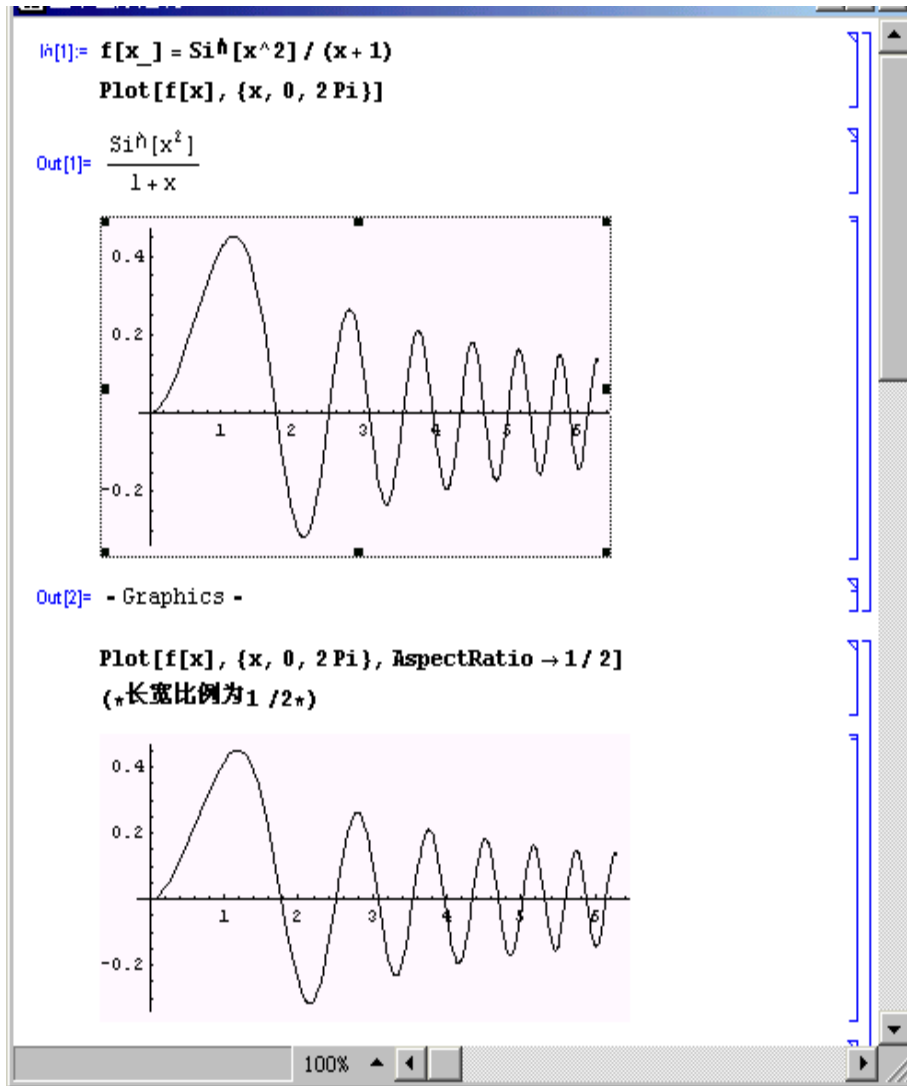 In[1]:= f[x_] = Sin[x^2] / (x + 1)
Plot[f[x], {x, 0, 2 Pi}]
Out[1]= Sin[x²]
1 + x
0.4
0.2
1 2 3 4 5 6
-0.2
Out[2]= - Graphics -
Plot[f[x], {x, 0, 2 Pi}, AspectRatio → 1 / 2]
(*长宽比例为1 /2*)
0.4
0.2
1 2 3 4 5 6
-0.2
100%